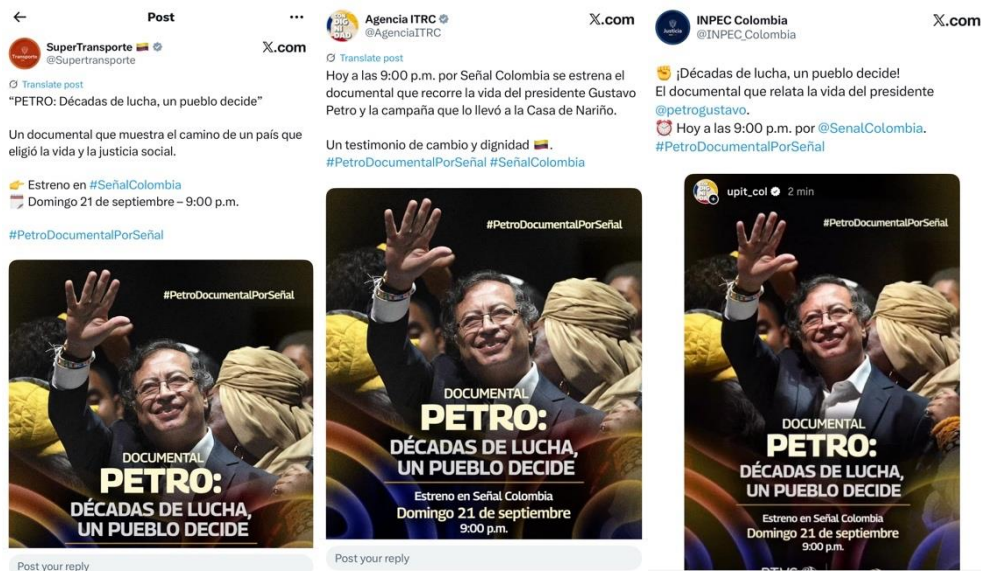 Post
SuperTransporte
@Supertransporte
X.com
Translate post
“PETRO: Décadas de lucha, un pueblo decide”
Un documental que muestra el camino de un país que
eligió la vida y la justicia social.
👉 Estreno en #SeñalColombia
🗓️ Domingo 21 de septiembre – 9:00 p.m.
#PetroDocumentalPorSeñal
#PetroDocumentalPorSeñal
DOCUMENTAL
PETRO:
DÉCADAS DE LUCHA,
UN PUEBLO DECIDE
Post your reply
Agencia ITRC
@AgenciaITRC
X.com
Translate post
Hoy a las 9:00 p.m. por Señal Colombia se estrena el
documental que recorre la vida del presidente Gustavo
Petro y la campaña que lo llevó a la Casa de Nariño.
Un testimonio de cambio y dignidad 🇨🇴.
#PetroDocumentalPorSeñal #SeñalColombia
#PetroDocumentalPorSeñal
DOCUMENTAL
PETRO:
DÉCADAS DE LUCHA,
UN PUEBLO DECIDE
Estreno en Señal Colombia
Domingo 21 de septiembre
9:00 p.m.
Post your reply
INPEC Colombia
@INPEC_Colombia
X.com
✊ ¡Décadas de lucha, un pueblo decide!
El documental que relata la vida del presidente
@petrogustavo.
⏰ Hoy a las 9:00 p.m. por @SenalColombia.
#PetroDocumentalPorSeñal
upit_col 2 min
#PetroDocumentalPorSeñal
DOCUMENTAL
PETRO:
DÉCADAS DE LUCHA,
UN PUEBLO DECIDE
Estreno en Señal Colombia
Domingo 21 de septiembre
9:00 p.m.